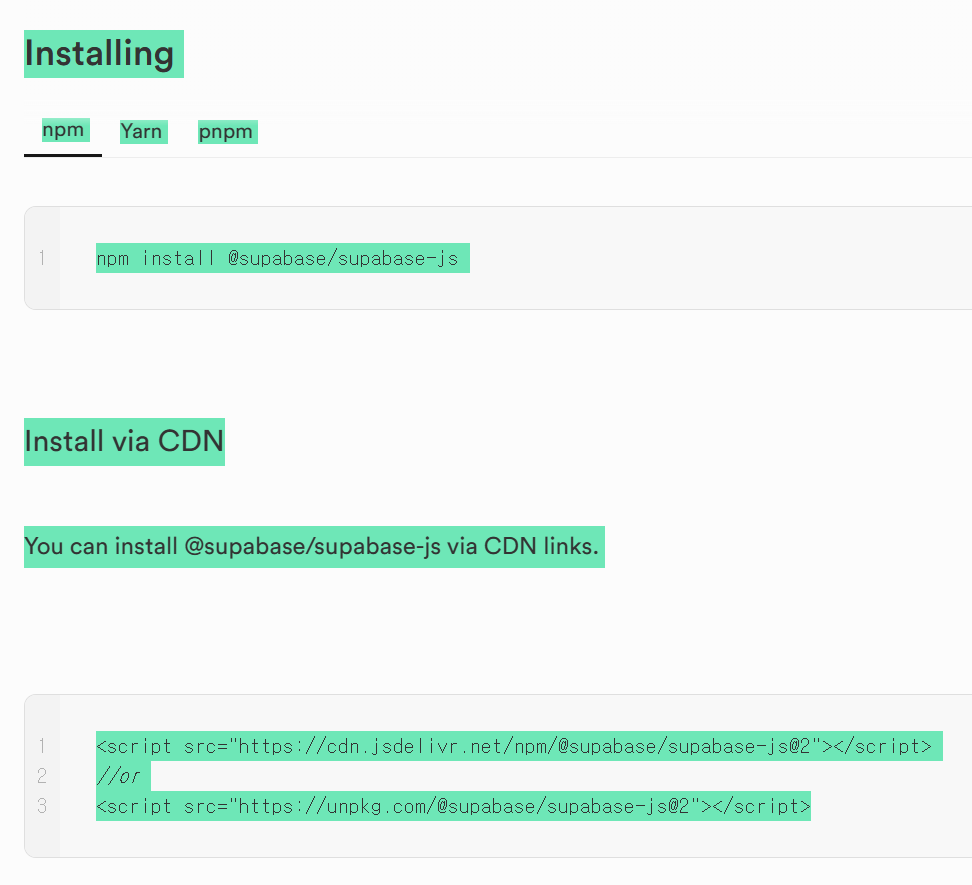 Installing
npm Yarn pnpm
1 npm install @supabase/supabase-js
Install via CDN
You can install @supabase/supabase-js via CDN links.
1 <script src="https://cdn.jsdelivr.net/npm/@supabase/supabase-js@2"></script>
2 //or
3 <script src="https://unpkg.com/@supabase/supabase-js@2"></script>